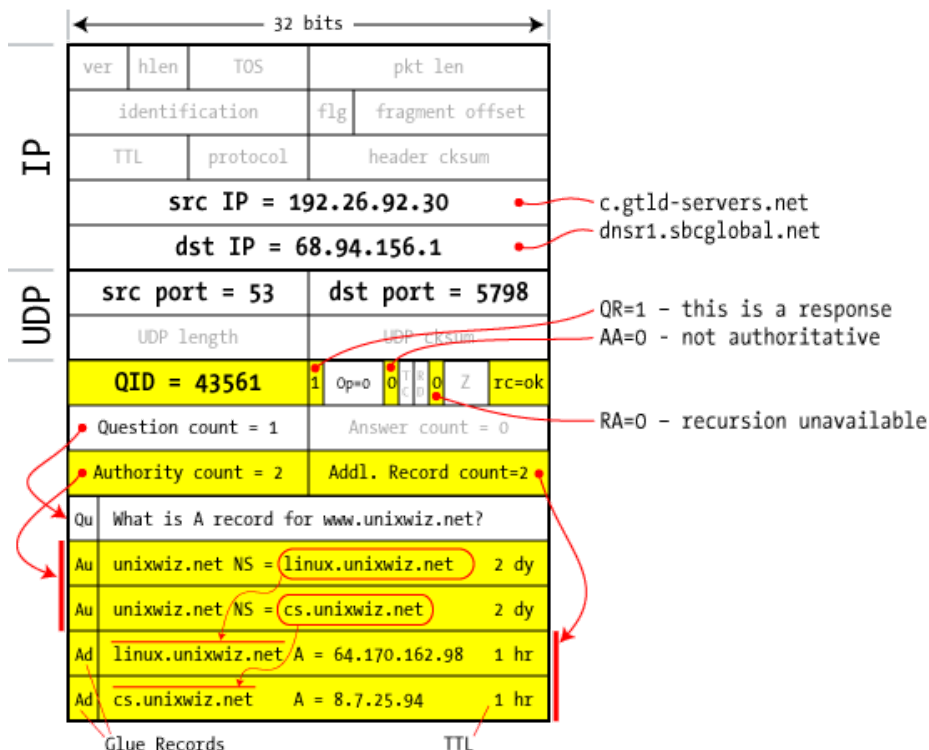 32 bits
IP
ver hlen TOS pkt len
identification flg fragment offset
TTL protocol header cksum
src IP = 192.26.92.30
c.gtld-servers.net
dst IP = 68.94.156.1
dnsr1.sbcglobal.net
UDP
src port = 53 dst port = 5798
UDP length UDP cksum
QR=1 – this is a response
AA=0 - not authoritative
QID = 43561 1 Op=0 0 TC RD 0 Z rc=ok
RA=0 – recursion unavailable
Question count = 1 Answer count = 0
Authority count = 2 Addl. Record count=2
Qu What is A record for www.unixwiz.net?
Au unixwiz.net NS = linux.unixwiz.net 2 dy
Au unixwiz.net NS = cs.unixwiz.net 2 dy
Ad linux.unixwiz.net A = 64.170.162.98 1 hr
Ad cs.unixwiz.net A = 8.7.25.94 1 hr
Glue Records TTL